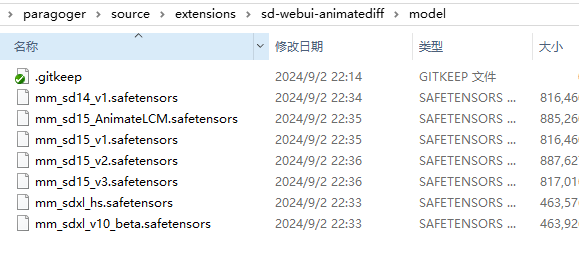 paragoger > source > extensions > sd-webui-animatediff > model
名称 修改日期 类型 大小
.gitkeep 2024/9/2 22:14 GITKEEP 文件
mm_sd14_v1.safetensors 2024/9/2 22:34 SAFETENSORS ... 816,46
mm_sd15_AnimateLCM.safetensors 2024/9/2 22:35 SAFETENSORS ... 885,26
mm_sd15_v1.safetensors 2024/9/2 22:35 SAFETENSORS ... 816,46
mm_sd15_v2.safetensors 2024/9/2 22:36 SAFETENSORS ... 887,62
mm_sd15_v3.safetensors 2024/9/2 22:36 SAFETENSORS ... 817,01
mm_sdxl_hs.safetensors 2024/9/2 22:33 SAFETENSORS ... 463,57
mm_sdxl_v10_beta.safetensors 2024/9/2 22:33 SAFETENSORS ... 463,92